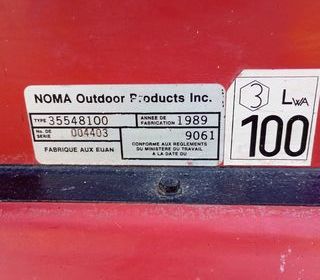 NOMA Outdoor Products Inc.
TYPE 35548100
ANNÉE DE FABRICATION 1989
No. DE SERIE 004403
9061
FABRIQUE AUX EUAN
CONFORME AUX REGLEMENTS
DU MINISTERE DU TRAVAIL
A LA DATE DU
3 LWA
100